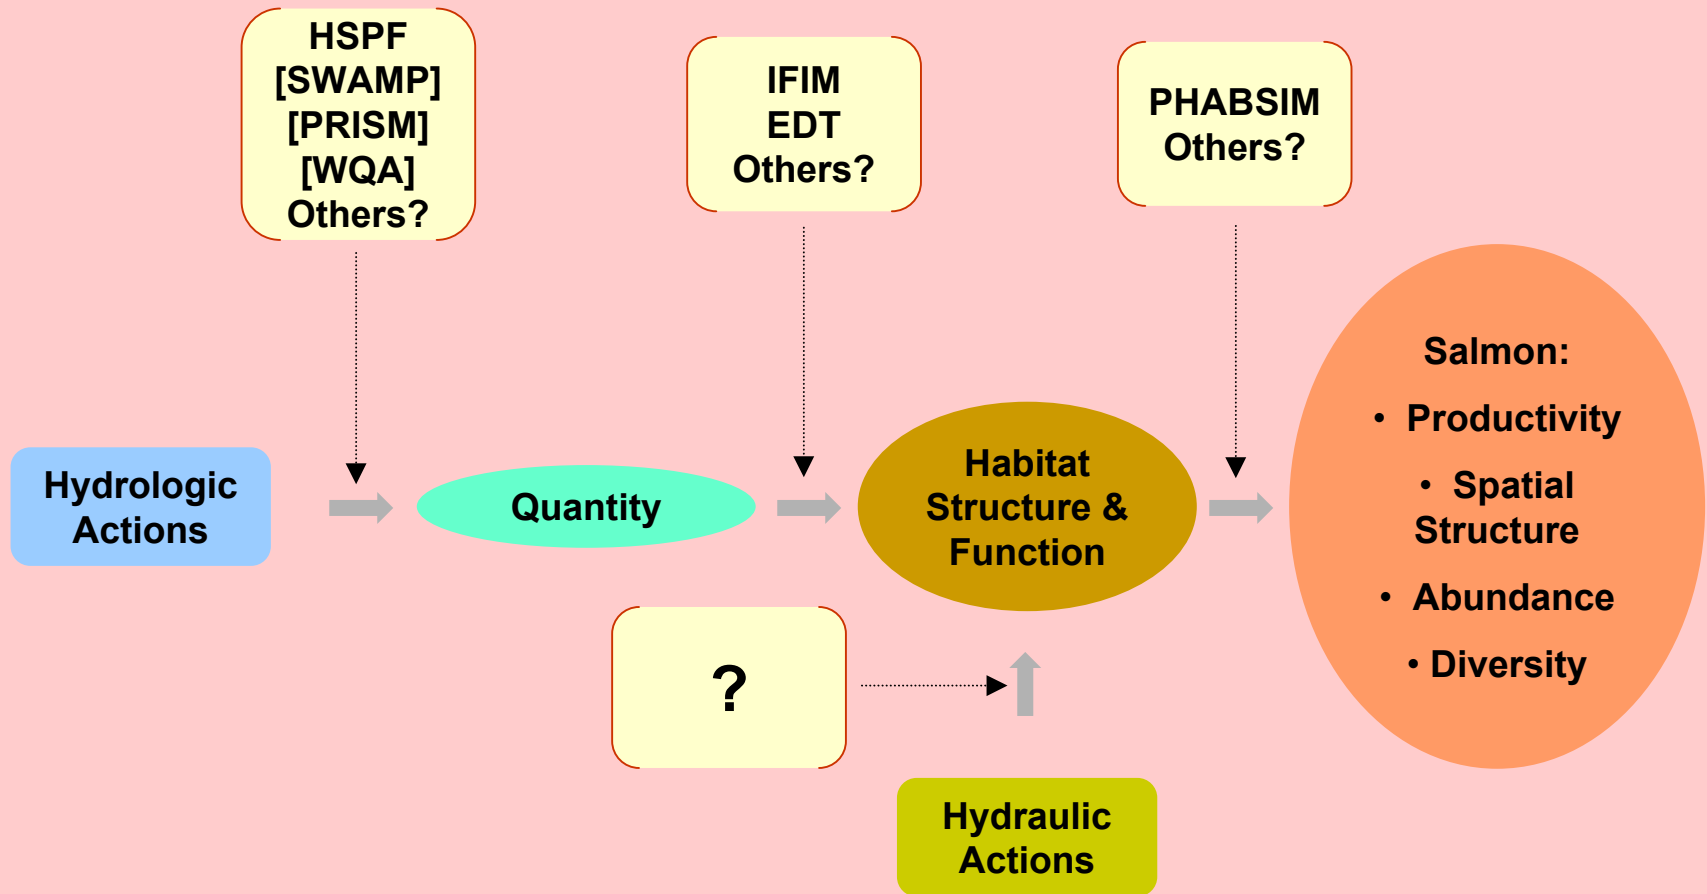 HSPF
[SWAMP]
[PRISM]
[WQA]
Others?
IFIM
EDT
Others?
PHABSIM
Others?
Hydrologic
Actions
Quantity
Habitat
Structure &
Function
Salmon:
• Productivity
• Spatial
Structure
• Abundance
• Diversity
?
Hydraulic
Actions